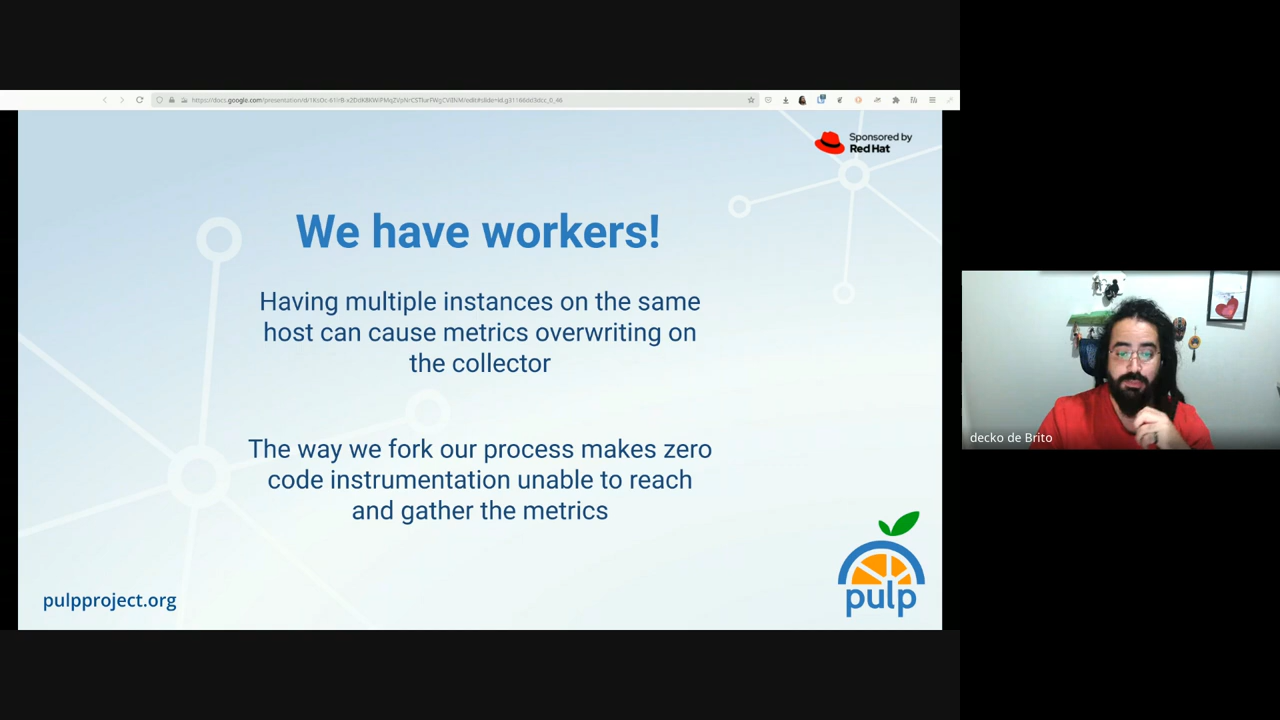 Sponsored by
Red Hat
We have workers!
Having multiple instances on the same
host can cause metrics overwriting on
the collector
The way we fork our process makes zero
code instrumentation unable to reach
and gather the metrics
pulpproject.org
pulp
decko de Brito